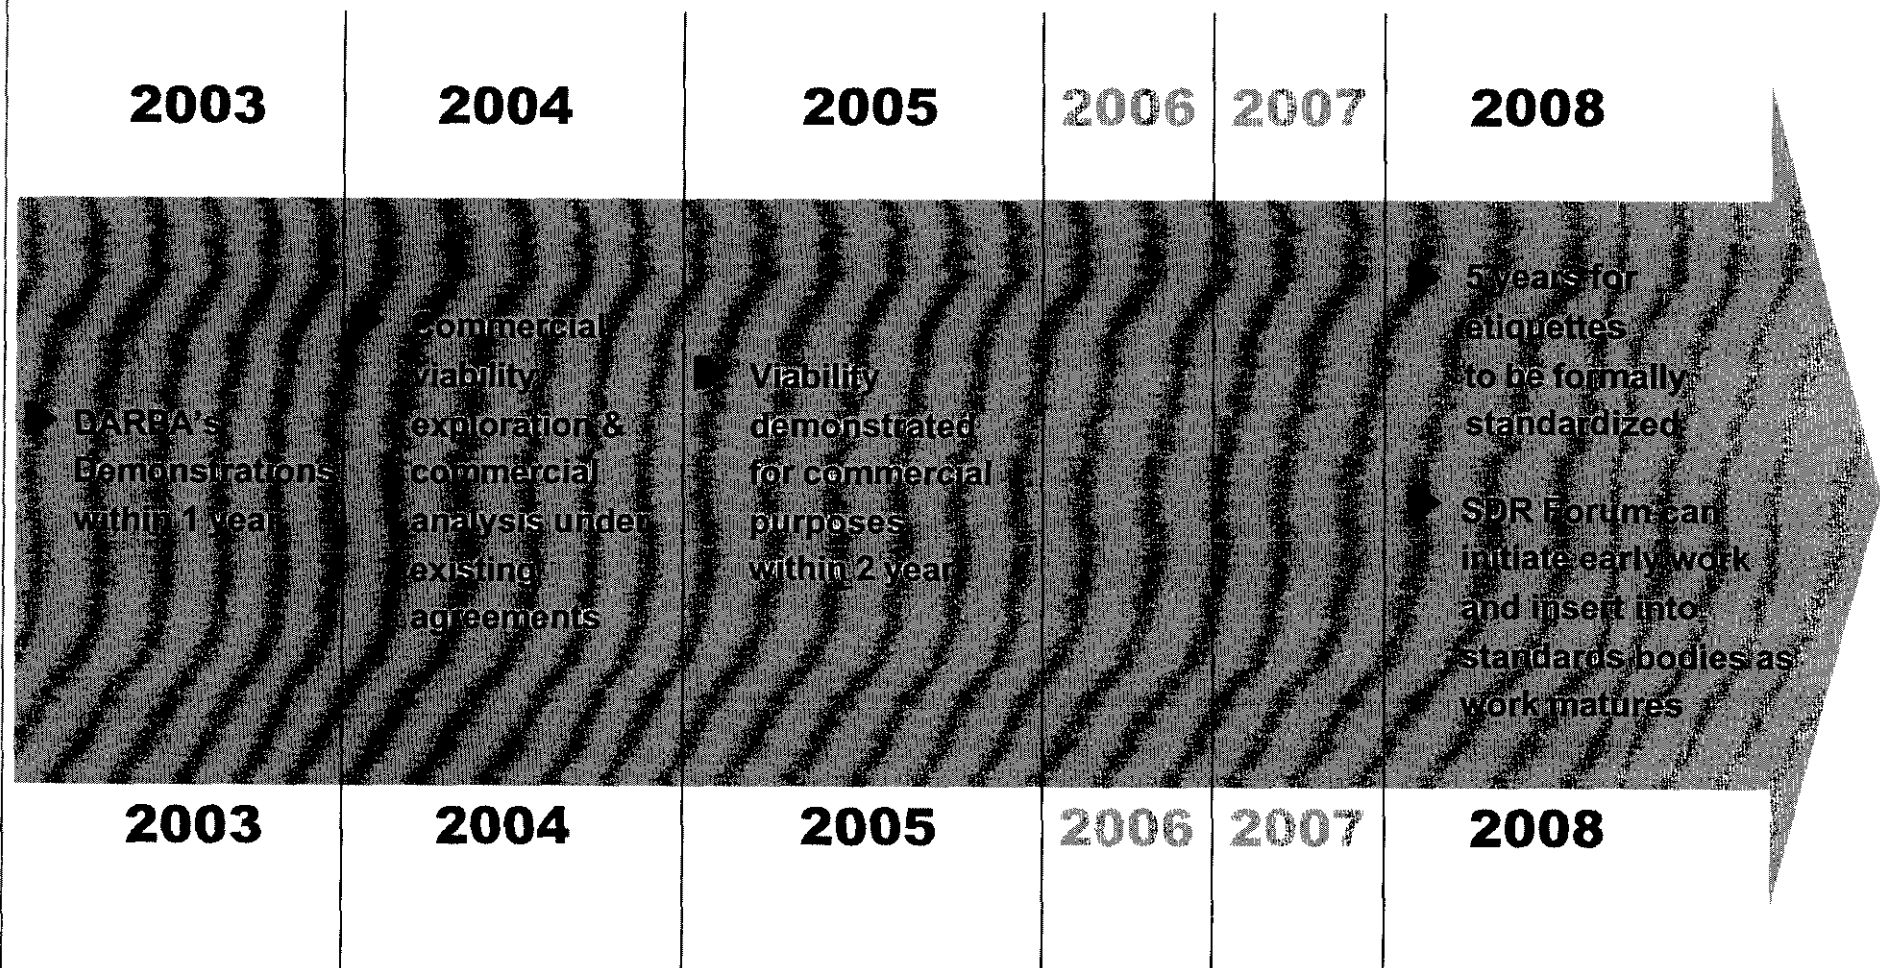 2003
2004
2005
2006
2007
2008
DARPA's
Demonstrations
within 1 year
Commercial
viability
exploration &
commercial
analysis under
existing
agreements
Viability
demonstrated
for commercial
purposes
within 2 year
5 years for
etiquettes
to be formally
standardized
SDR Forum can
initiate early work
and insert into
standards bodies as
work matures
2003
2004
2005
2006
2007
2008